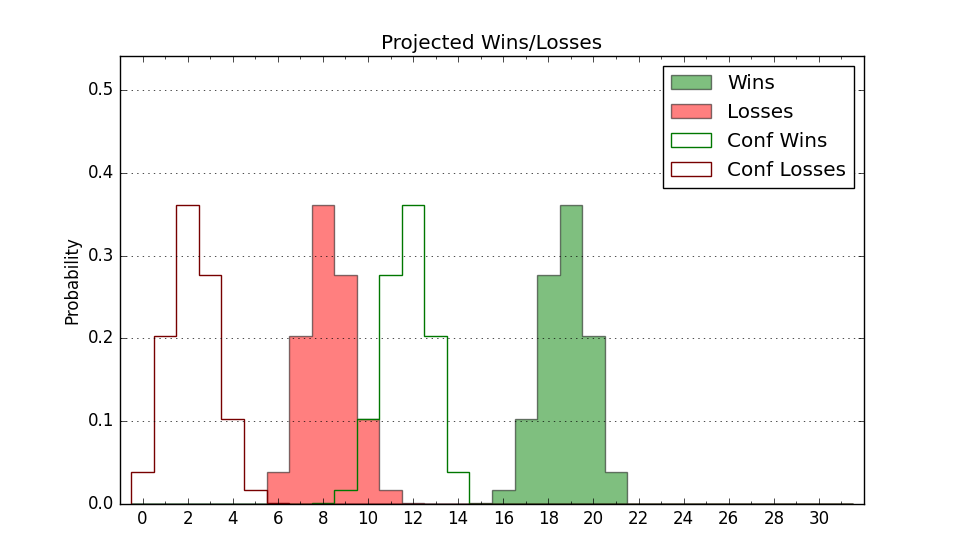 Projected Wins/Losses
Wins
Losses
Conf Wins
Conf Losses
Probability
0.5
0.4
0.3
0.2
0.1
0.0
0 2 4 6 8 10 12 14 16 18 20 22 24 26 28 30